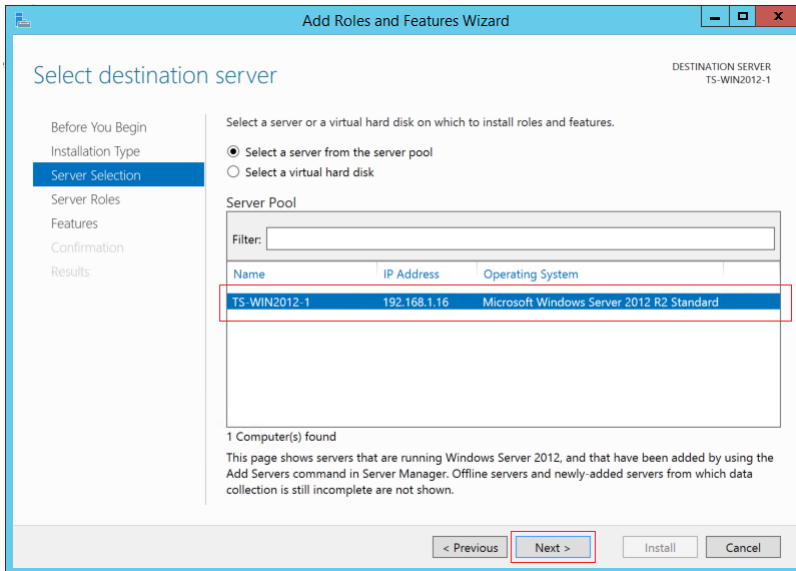 Add Roles and Features Wizard
Select destination server
DESTINATION SERVER
TS-WIN2012-1
Before You Begin
Installation Type
Server Selection
Server Roles
Features
Confirmation
Results
Select a server or a virtual hard disk on which to install roles and features.
Select a server from the server pool
Select a virtual hard disk
Server Pool
Filter:
Name IP Address Operating System
TS-WIN2012-1 192.168.1.16 Microsoft Windows Server 2012 R2 Standard
1 Computer(s) found
This page shows servers that are running Windows Server 2012, and that have been added by using the
Add Servers command in Server Manager. Offline servers and newly-added servers from which data
collection is still incomplete are not shown.
< Previous Next > Install Cancel